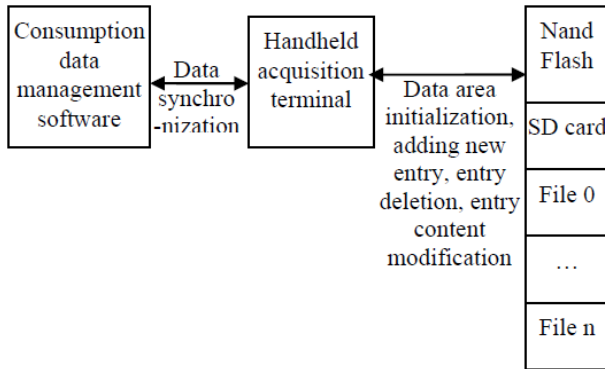 Consumption
data
management
software
Data
synchro
-nization
Handheld
acquisition
terminal
Data area
initialization,
adding new
entry, entry
deletion, entry
content
modification
Nand
Flash
SD card
File 0
…
File n